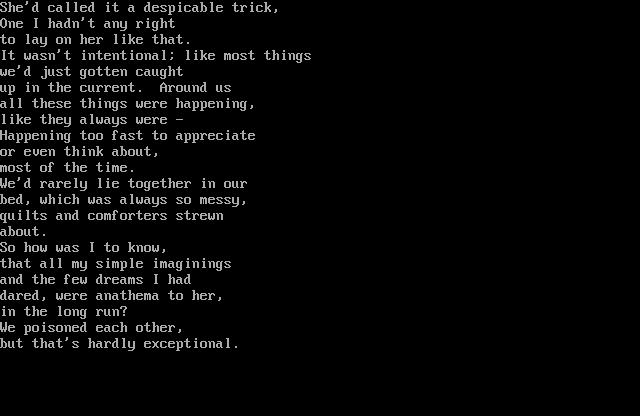 She'd called it a despicable trick,
One I hadn't any right
to lay on her like that.
It wasn't intentional; like most things
we'd just gotten caught
up in the current.  Around us
all these things were happening,
like they always were -
Happening too fast to appreciate
or even think about,
most of the time.
We'd rarely lie together in our
bed, which was always so messy,
quilts and comforters strewn
about.
So how was I to know,
that all my simple imaginings
and the few dreams I had
dared, were anathema to her,
in the long run?
We poisoned each other,
but that's hardly exceptional.